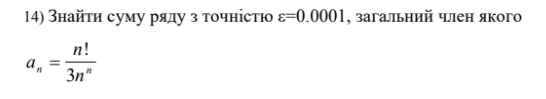 14) Знайти суму ряду з точністю ε=0.0001, загальний член якого
aₙ = n! / 3nⁿ